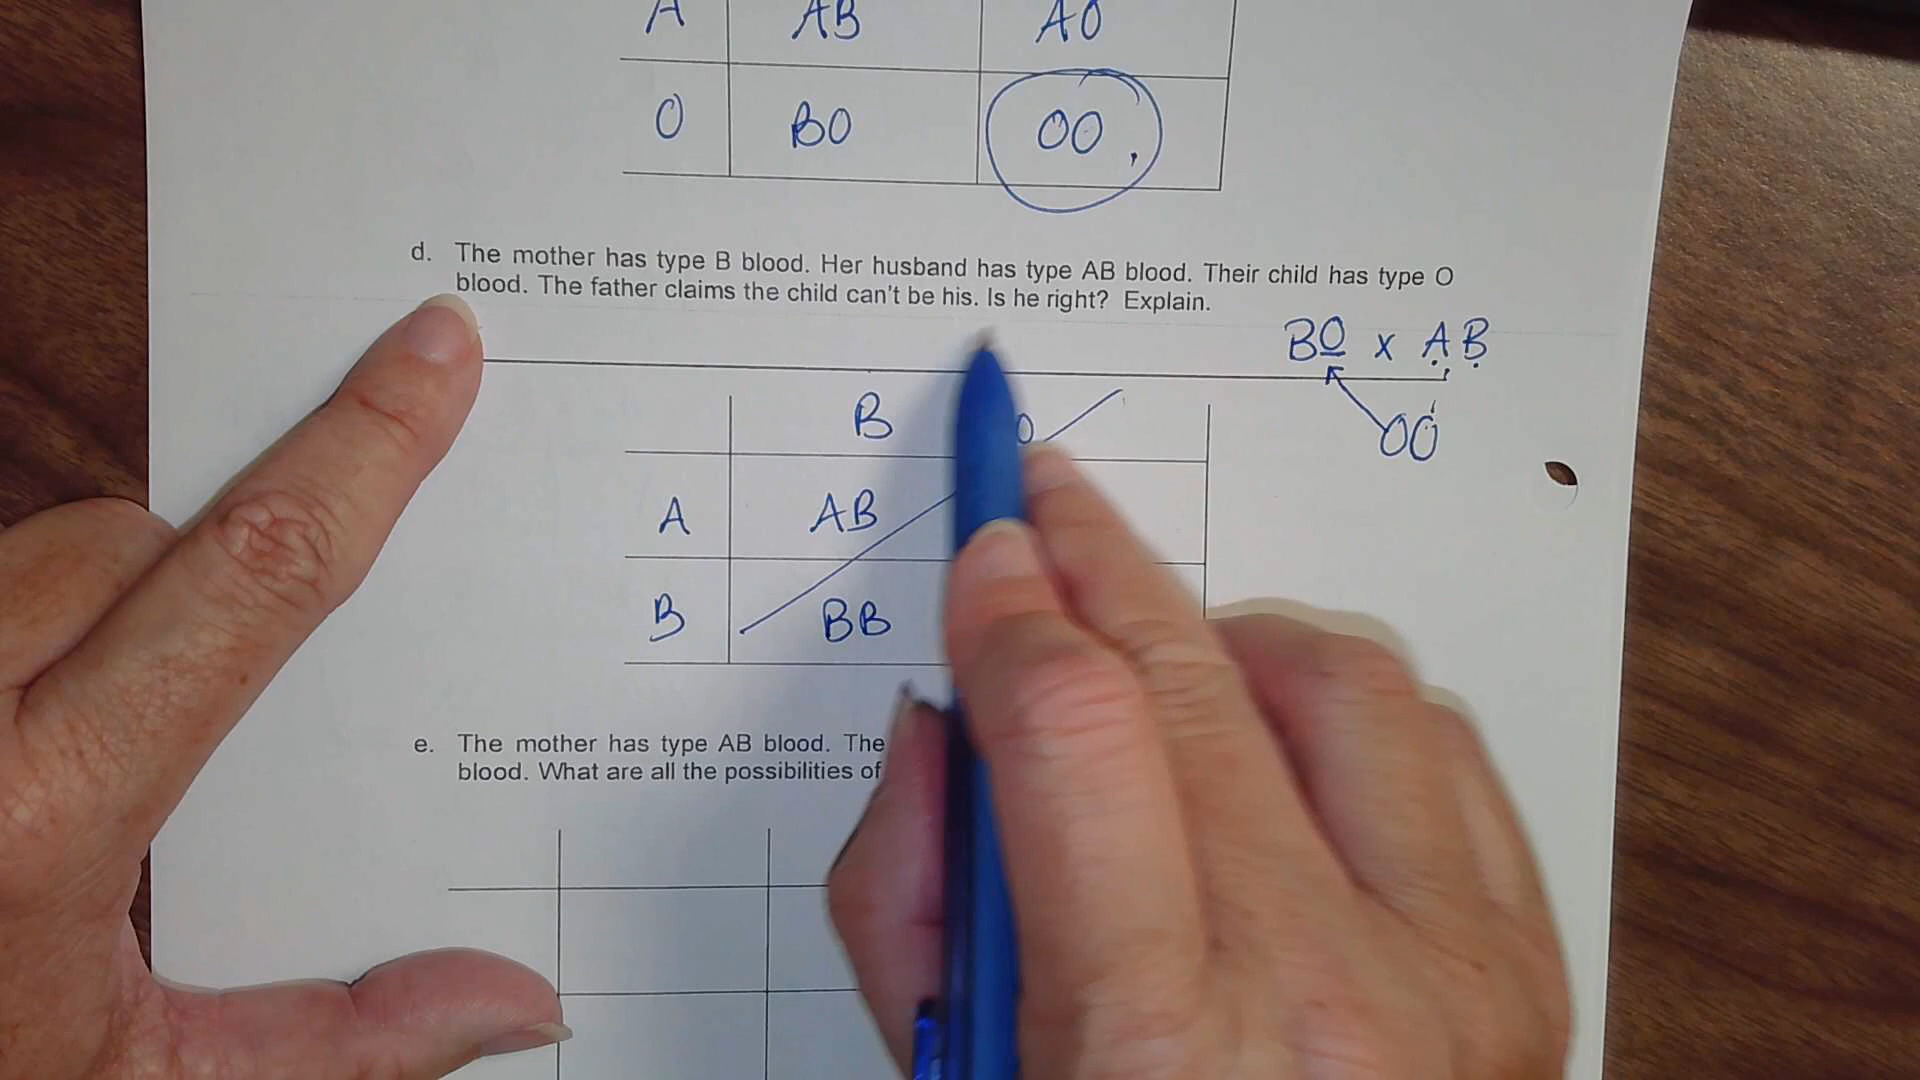 A AB AO
O BO OO
d. The mother has type B blood. Her husband has type AB blood. Their child has type O
blood. The father claims the child can't be his. Is he right? Explain.
BO x AB
B O
OO
A AB
B BB
e. The mother has type AB blood. The
blood. What are all the possibilities of